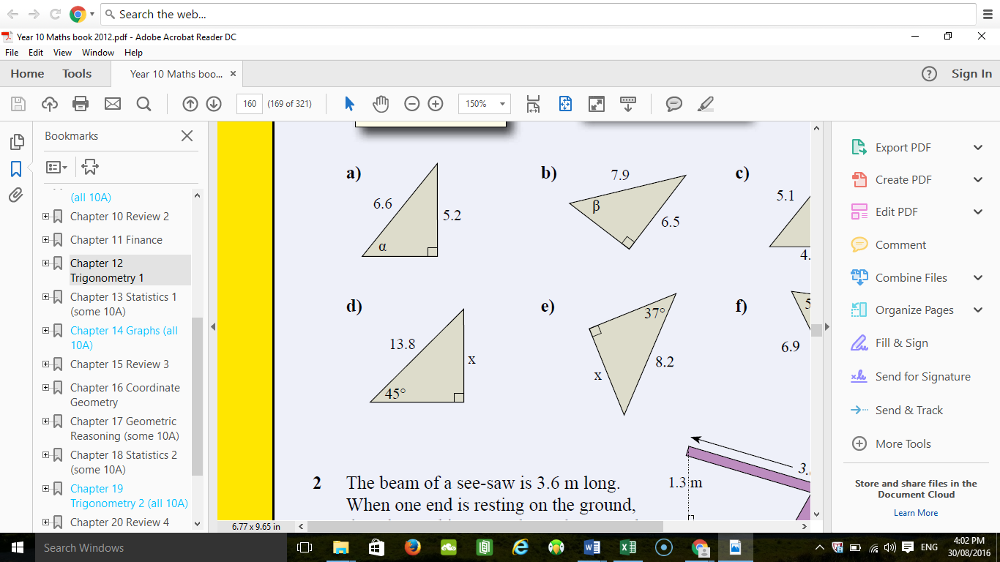 Search the web...
Year 10 Maths book 2012.pdf - Adobe Acrobat Reader DC
File Edit View Window Help
Home Tools Year 10 Maths boo... × ? Sign In
160 (169 of 321) 150%
Bookmarks
(all 10A)
Chapter 10 Review 2
Chapter 11 Finance
Chapter 12
Trigonometry 1
Chapter 13 Statistics 1
(some 10A)
Chapter 14 Graphs (all
10A)
Chapter 15 Review 3
Chapter 16 Coordinate
Geometry
Chapter 17 Geometric
Reasoning (some 10A)
Chapter 18 Statistics 2
(some 10A)
Chapter 19
Trigonometry 2 (all 10A)
Chapter 20 Review 4
a)
6.6
5.2
α
b)
7.9
β
6.5
c)
5.1
4.
d)
13.8
x
45°
e)
37°
8.2
x
f)
5
6.9
2 The beam of a see-saw is 3.6 m long.
When one end is resting on the ground,
1.3 m
3.
6.77 x 9.65 in
Export PDF
Create PDF
Edit PDF
Comment
Combine Files
Organize Pages
Fill & Sign
Send for Signature
Send & Track
More Tools
Store and share files in the
Document Cloud
Learn More
Search Windows
ENG
4:02 PM
30/08/2016